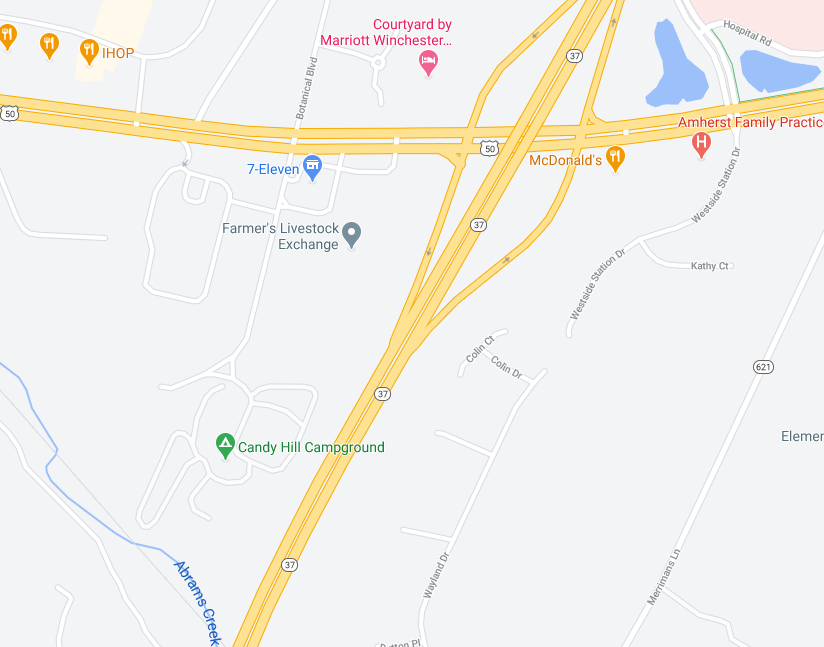 Courtyard by
Marriott Winchester...
Hospital Rd
IHOP
37
Botanical Blvd
50
Amherst Family Practic
50
McDonald's
7-Eleven
Westside Station Dr
37
Farmer's Livestock
Exchange
Westside Station Dr
Kathy Ct
Colin Ct
Colin Dr
621
37
Elemen
Candy Hill Campground
37
Abrams Creek
Wayland Dr
Merrimans Ln